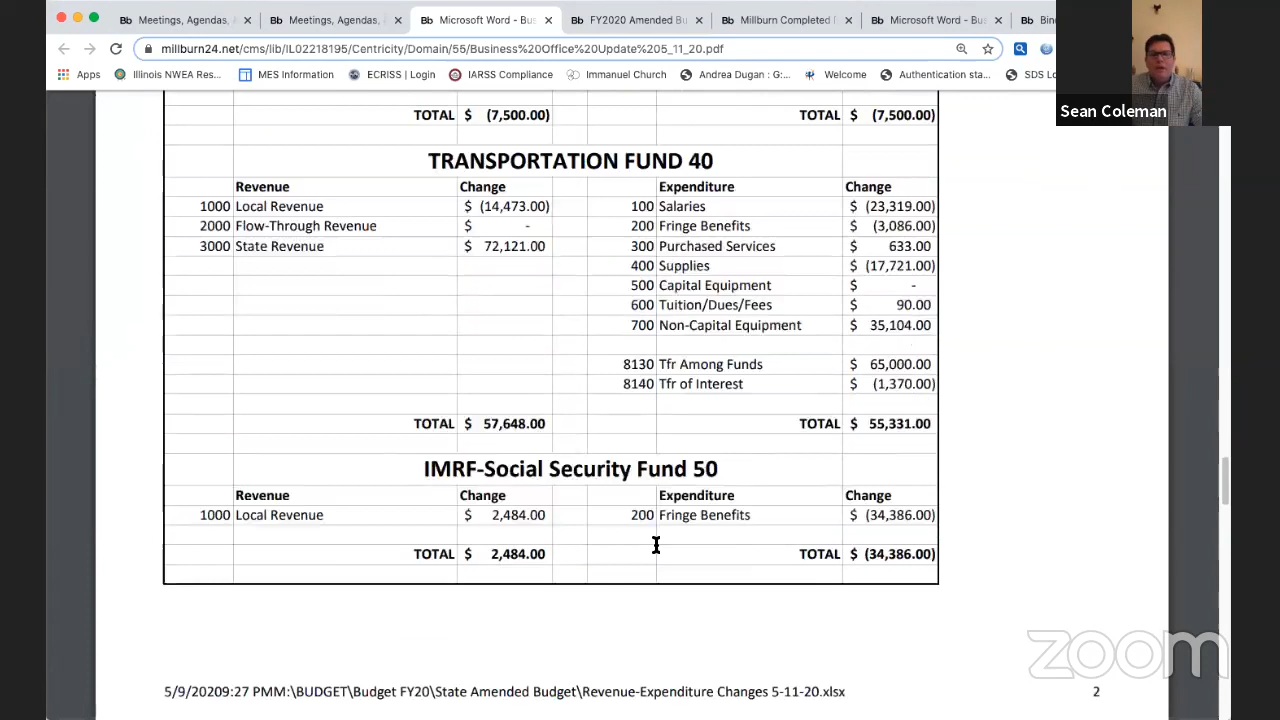 Meetings, Agendas, Meetings, Agendas, Microsoft Word - Bus FY2020 Amended Bu Millburn Completed Microsoft Word - Bus Bin
millburn24.net/cms/lib/IL02218195/Centricity/Domain/55/Business%20Office%20Update%205_11_20.pdf
Apps Illinois NWEA Res... MES Information ECRISS | Login IARSS Compliance Immanuel Church Andrea Dugan : G:... Welcome Authentication sta... SDS Lo
Sean Coleman
TOTAL $ (7,500.00) TOTAL $ (7,500.00)
TRANSPORTATION FUND 40
Revenue Change Expenditure Change
1000 Local Revenue $ (14,473.00) 100 Salaries $ (23,319.00)
2000 Flow-Through Revenue $ - 200 Fringe Benefits $ (3,086.00)
3000 State Revenue $ 72,121.00 300 Purchased Services $ 633.00
400 Supplies $ (17,721.00)
500 Capital Equipment $ -
600 Tuition/Dues/Fees $ 90.00
700 Non-Capital Equipment $ 35,104.00
8130 Tfr Among Funds $ 65,000.00
8140 Tfr of Interest $ (1,370.00)
TOTAL $ 57,648.00 TOTAL $ 55,331.00
IMRF-Social Security Fund 50
Revenue Change Expenditure Change
1000 Local Revenue $ 2,484.00 200 Fringe Benefits $ (34,386.00)
TOTAL $ 2,484.00 TOTAL $ (34,386.00)
zoom
5/9/20209:27 PMM:\BUDGET\Budget FY20\State Amended Budget\Revenue-Expenditure Changes 5-11-20.xlsx 2